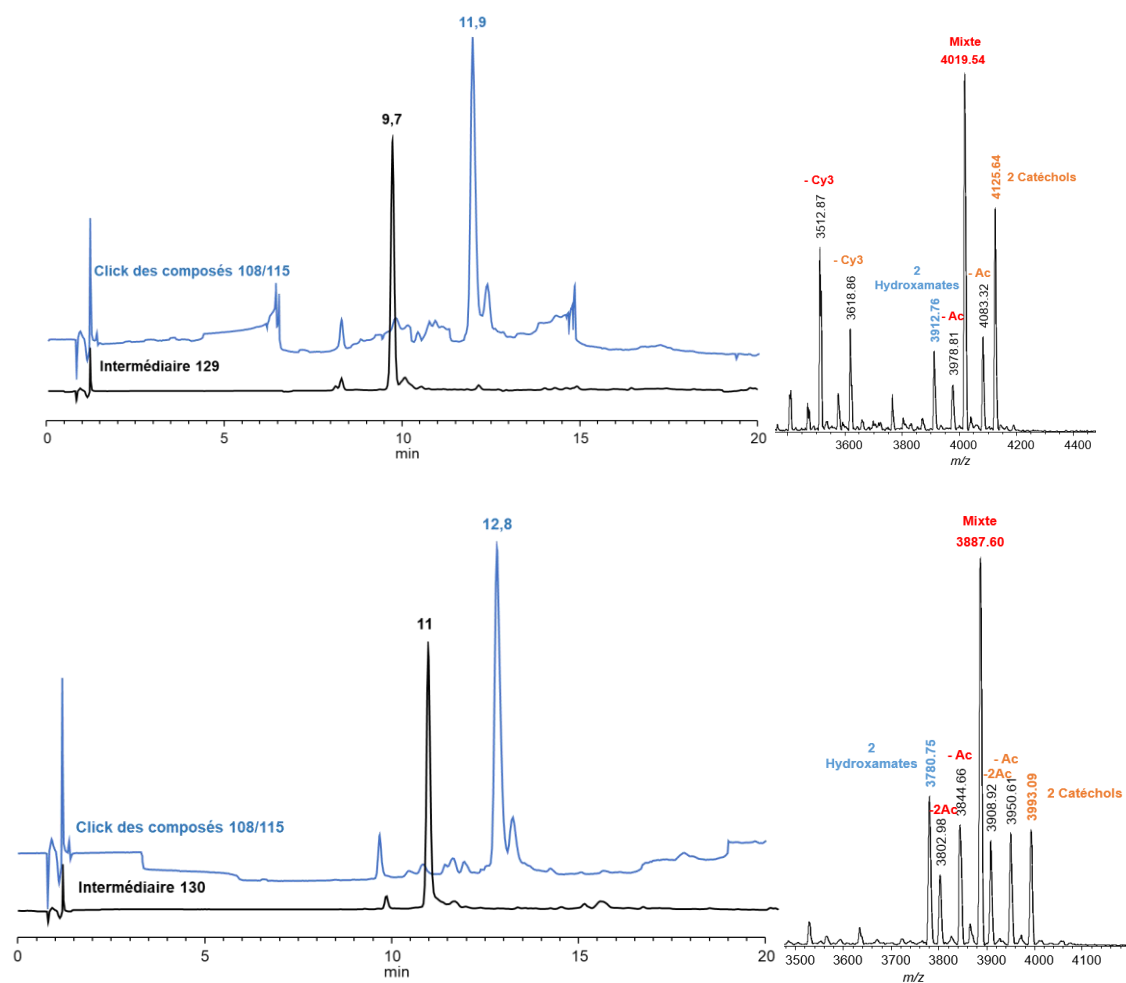 11,9
9,7
Click des composés 108/115
Intermédiaire 129
0
5
10
15
20
min
Mixte
4019.54
- Cy3
3512.87
- Cy3
3618.86
2
Hydroxamates
3912.76
- Ac
3978.81
- Ac
4083.32
4125.64
2 Catéchols
3600
3800
4000
4200
4400
m/z
12,8
11
Click des composés 108/115
Intermédiaire 130
0
5
10
15
20
min
Mixte
3887.60
2
Hydroxamates
3780.75
-2Ac
3802.98
- Ac
3844.66
- Ac
-2Ac
3908.92
3950.61
3993.09
2 Catéchols
3500
3600
3700
3800
3900
4000
4100
m/z